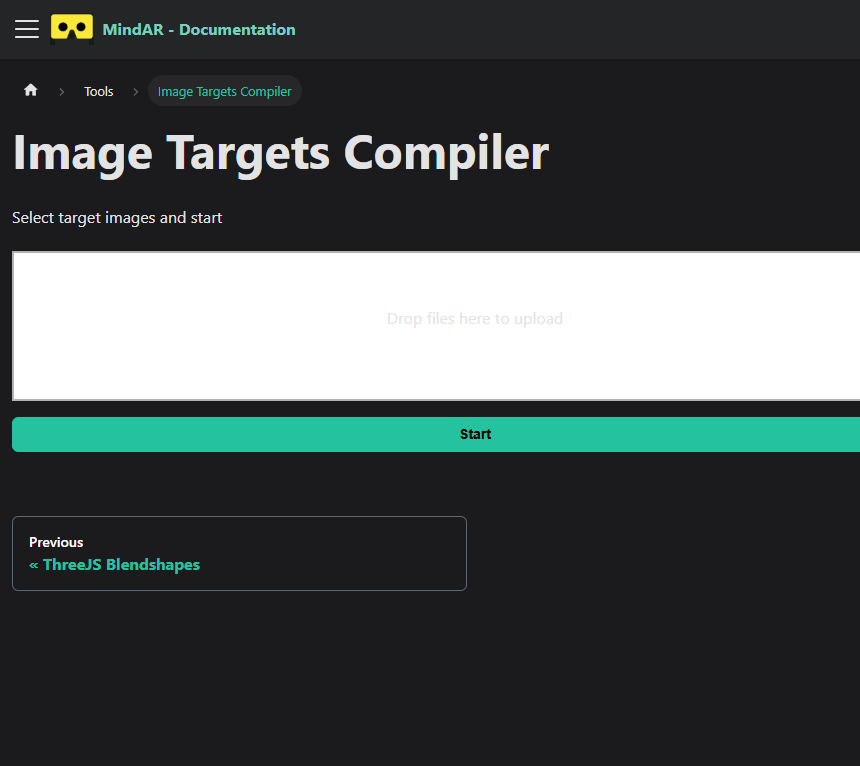 MindAR - Documentation
Tools
Image Targets Compiler
Image Targets Compiler
Select target images and start
Drop files here to upload
Start
Previous
« ThreeJS Blendshapes